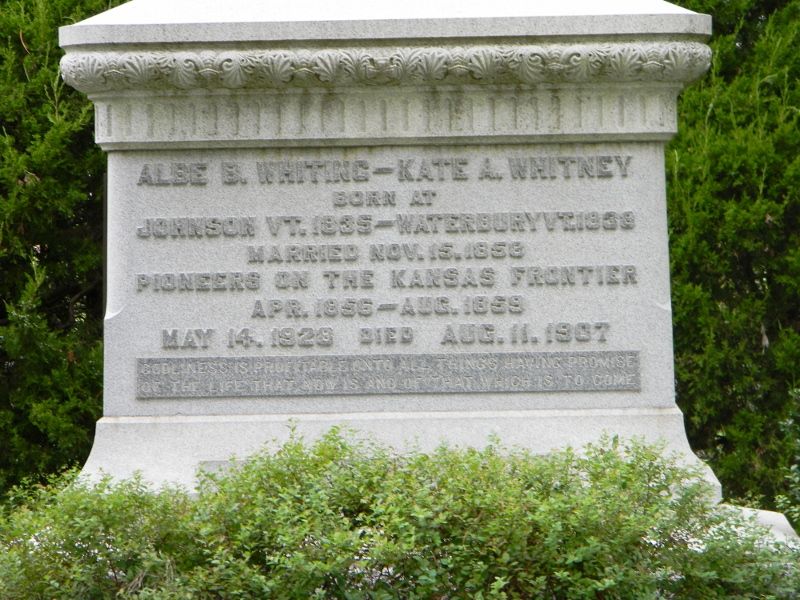 ALBE B. WHITING—KATE A. WHITNEY
BORN AT
JOHNSON VT. 1835—WATERBURY VT. 1838
MARRIED NOV. 15. 1858
PIONEERS ON THE KANSAS FRONTIER
APR. 1856—AUG. 1859
MAY 14. 1928 DIED AUG. 11. 1907
GODLINESS IS PROFITABLE UNTO ALL THINGS HAVING PROMISE
OF THE LIFE THAT NOW IS AND OF THAT WHICH IS TO COME